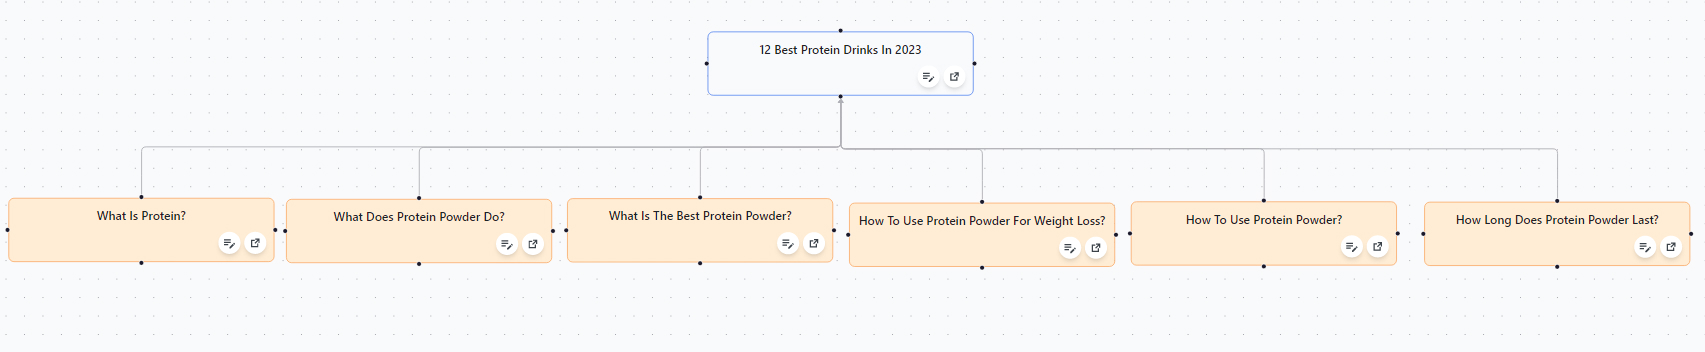 12 Best Protein Drinks In 2023
What Is Protein?
What Does Protein Powder Do?
What Is The Best Protein Powder?
How To Use Protein Powder For Weight Loss?
How To Use Protein Powder?
How Long Does Protein Powder Last?